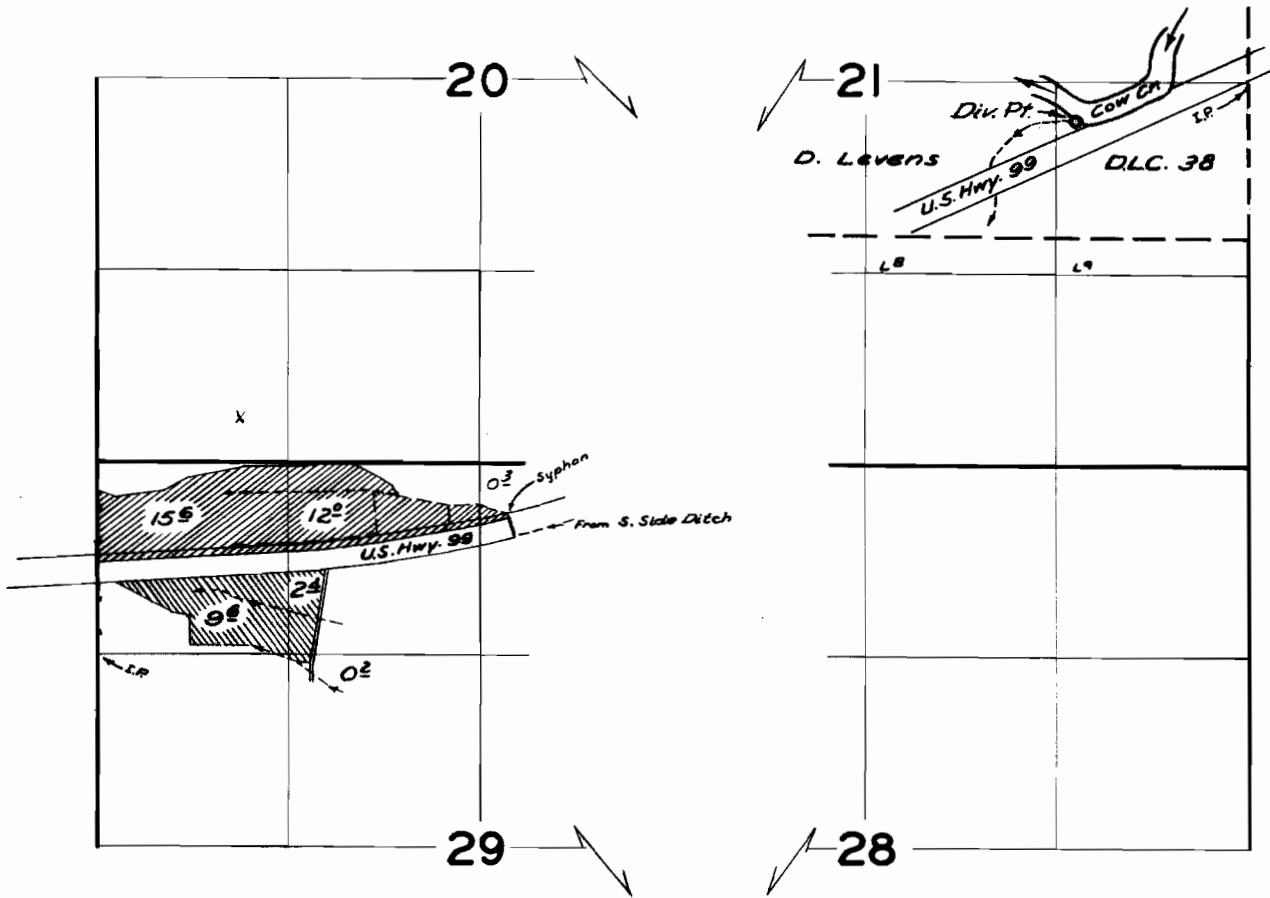 20
21
Cow Cr.
Div. Pt.
I.P.
D. Levens
D.L.C. 38
U.S. Hwy. 99
L8
L9
X
0 3
Syphon
15 6
12 0
From S. Side Ditch
U.S. Hwy. 99
2 4
9 6
I.P.
0 2
29
28